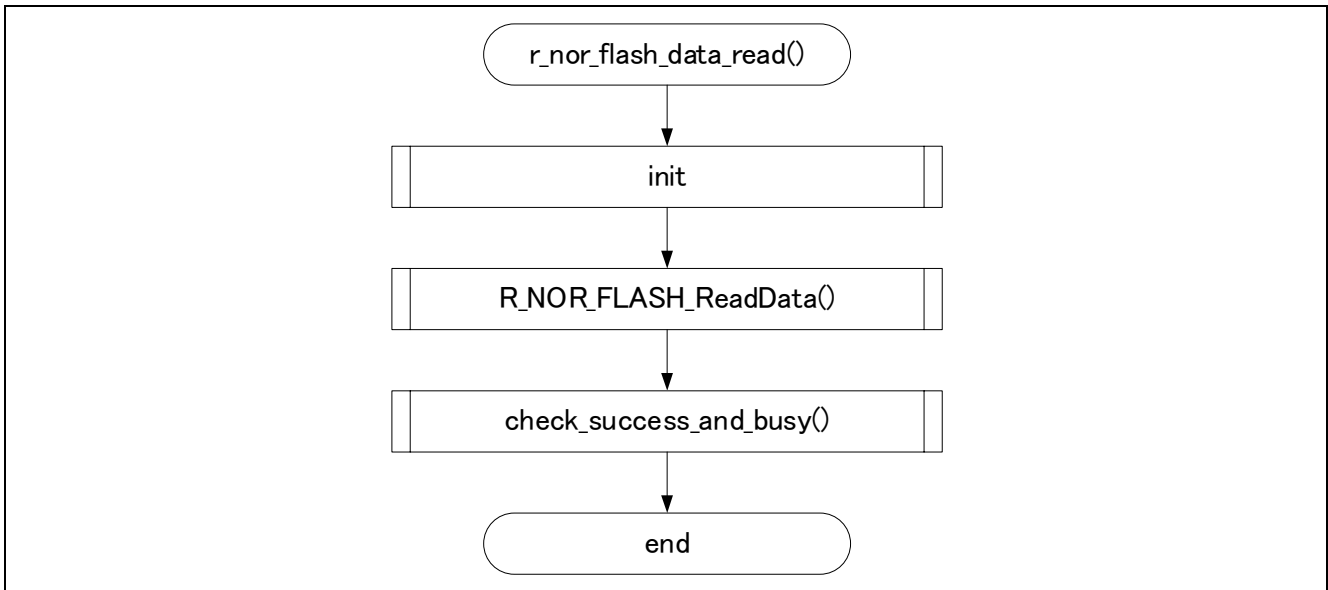 r_nor_flash_data_read()
init
R_NOR_FLASH_ReadData()
check_success_and_busy()
end